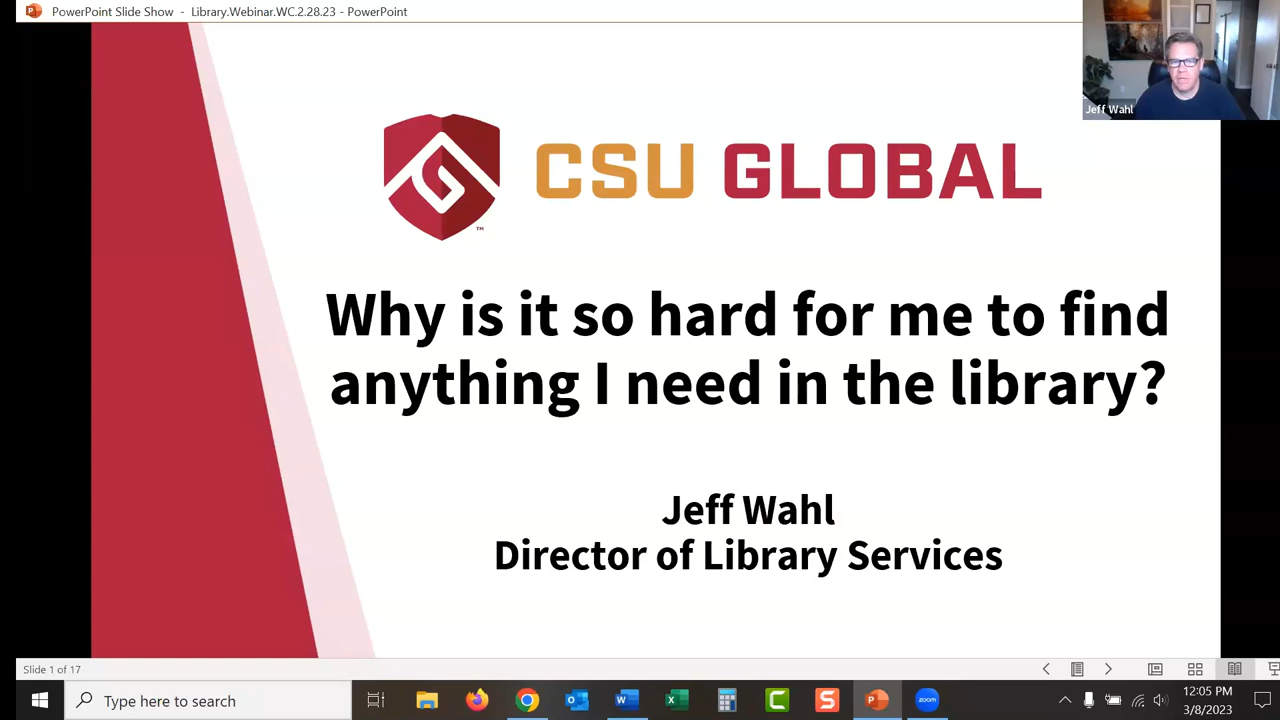 PowerPoint Slide Show - Library.Webinar.WC.2.28.23 - PowerPoint
Jeff Wahl
CSU GLOBAL
TM
Why is it so hard for me to find
anything I need in the library?
Jeff Wahl
Director of Library Services
Slide 1 of 17
Type here to search
zoom
12:05 PM
3/8/2023